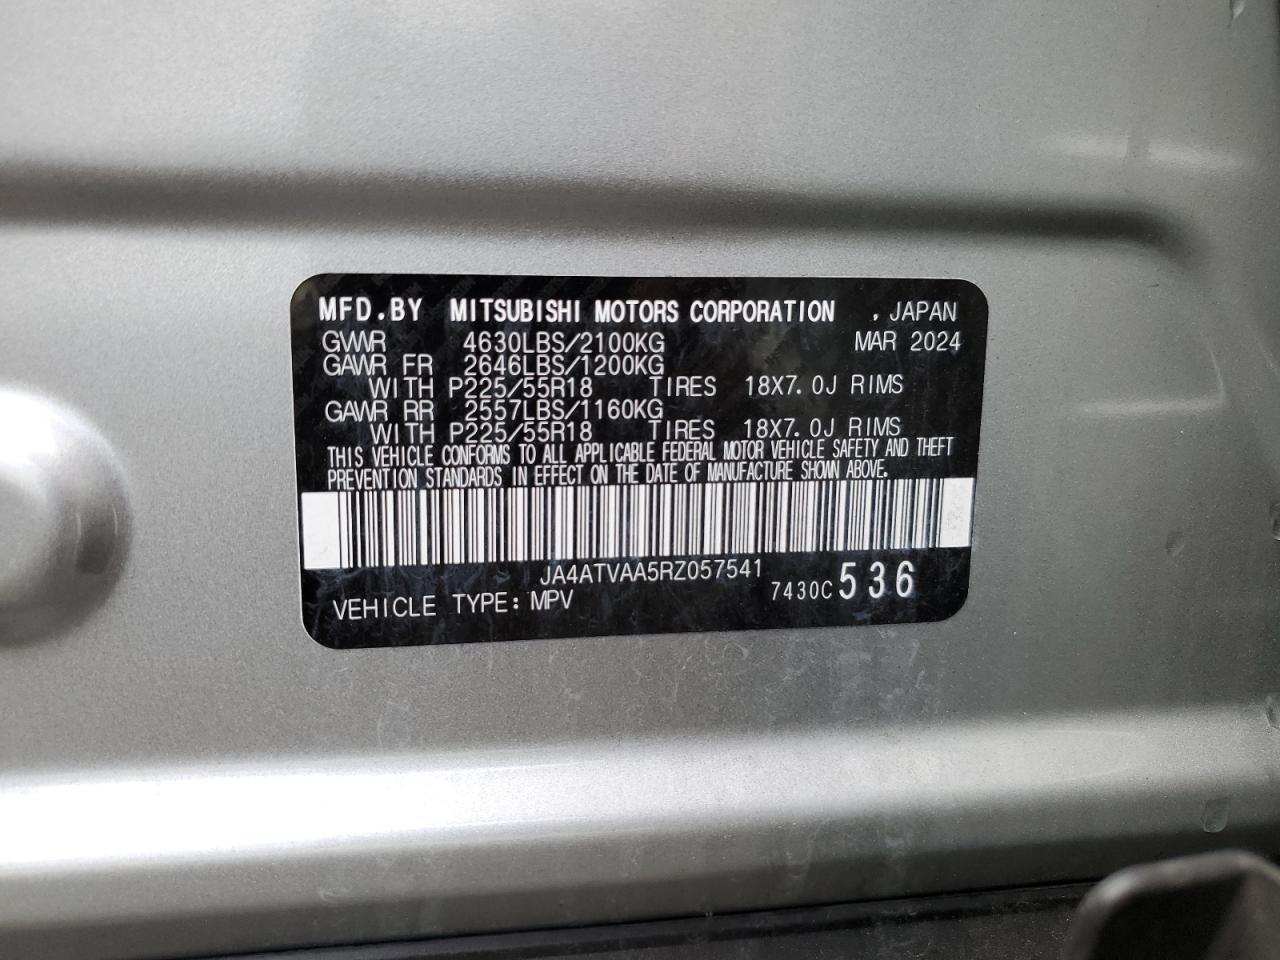 MFD.BY MITSUBISHI MOTORS CORPORATION , JAPAN
GVWR 4630LBS/2100KG MAR 2024
GAWR FR 2646LBS/1200KG
WITH P225/55R18 TIRES 18X7.0J RIMS
GAWR RR 2557LBS/1160KG
WITH P225/55R18 TIRES 18X7.0J RIMS
THIS VEHICLE CONFORMS TO ALL APPLICABLE FEDERAL MOTOR VEHICLE SAFETY AND THEFT
PREVENTION STANDARDS IN EFFECT ON THE DATE OF MANUFACTURE SHOWN ABOVE.
JA4ATVAA5RZ057541
VEHICLE TYPE: MPV 7430C 536